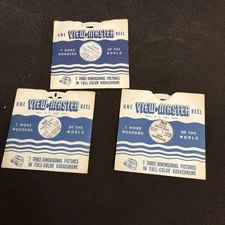 ONE VIEW-MASTER REEL
7 MORE WONDERS OF THE WORLD
7 THREE DIMENSIONAL PICTURES
IN FULL-COLOR KODACHROME
ONE VIEW-MASTER REEL
7 MORE WONDERS OF THE WORLD
7 THREE-DIMENSIONAL PICTURES
IN FULL-COLOR KODACHROME
ONE VIEW-MASTER REEL
7 MORE WONDERS OF THE WORLD
7 THREE-DIMENSIONAL PICTURES
IN FULL-COLOR KODACHROME